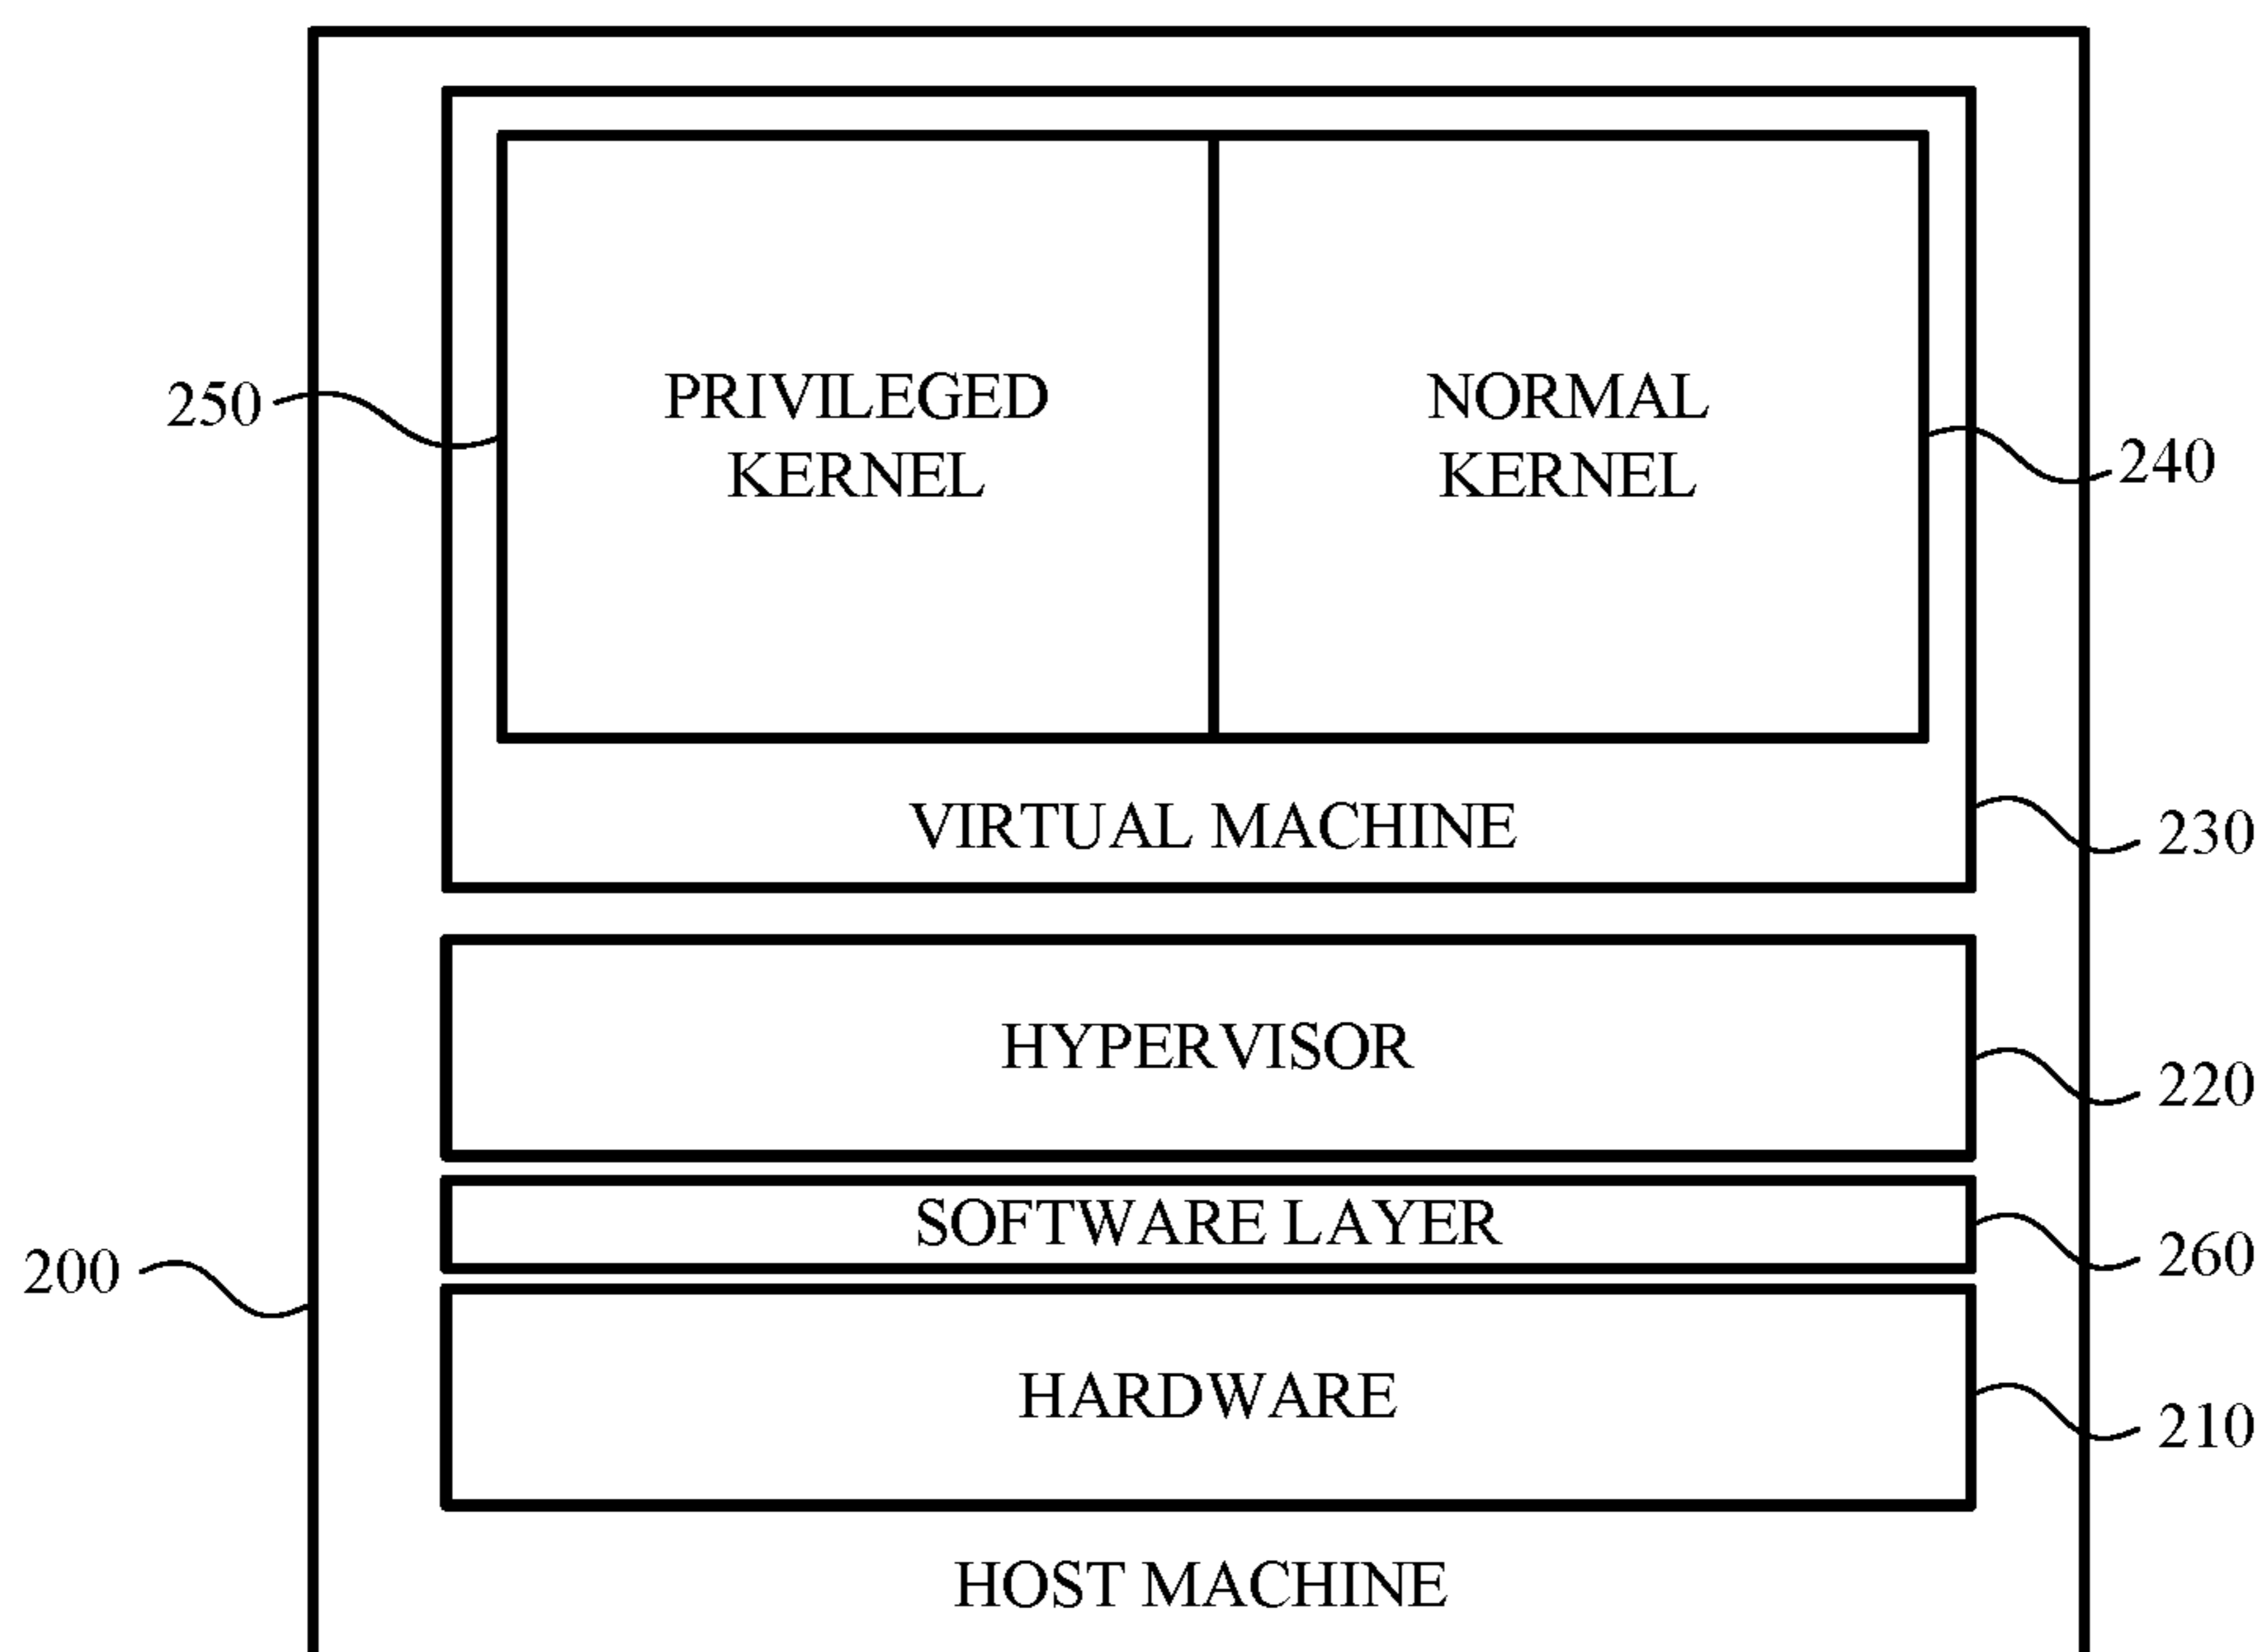 250
PRIVILEGED
KERNEL
NORMAL
KERNEL
240
VIRTUAL MACHINE
230
HYPERVISOR
220
SOFTWARE LAYER
260
200
HARDWARE
210
HOST MACHINE